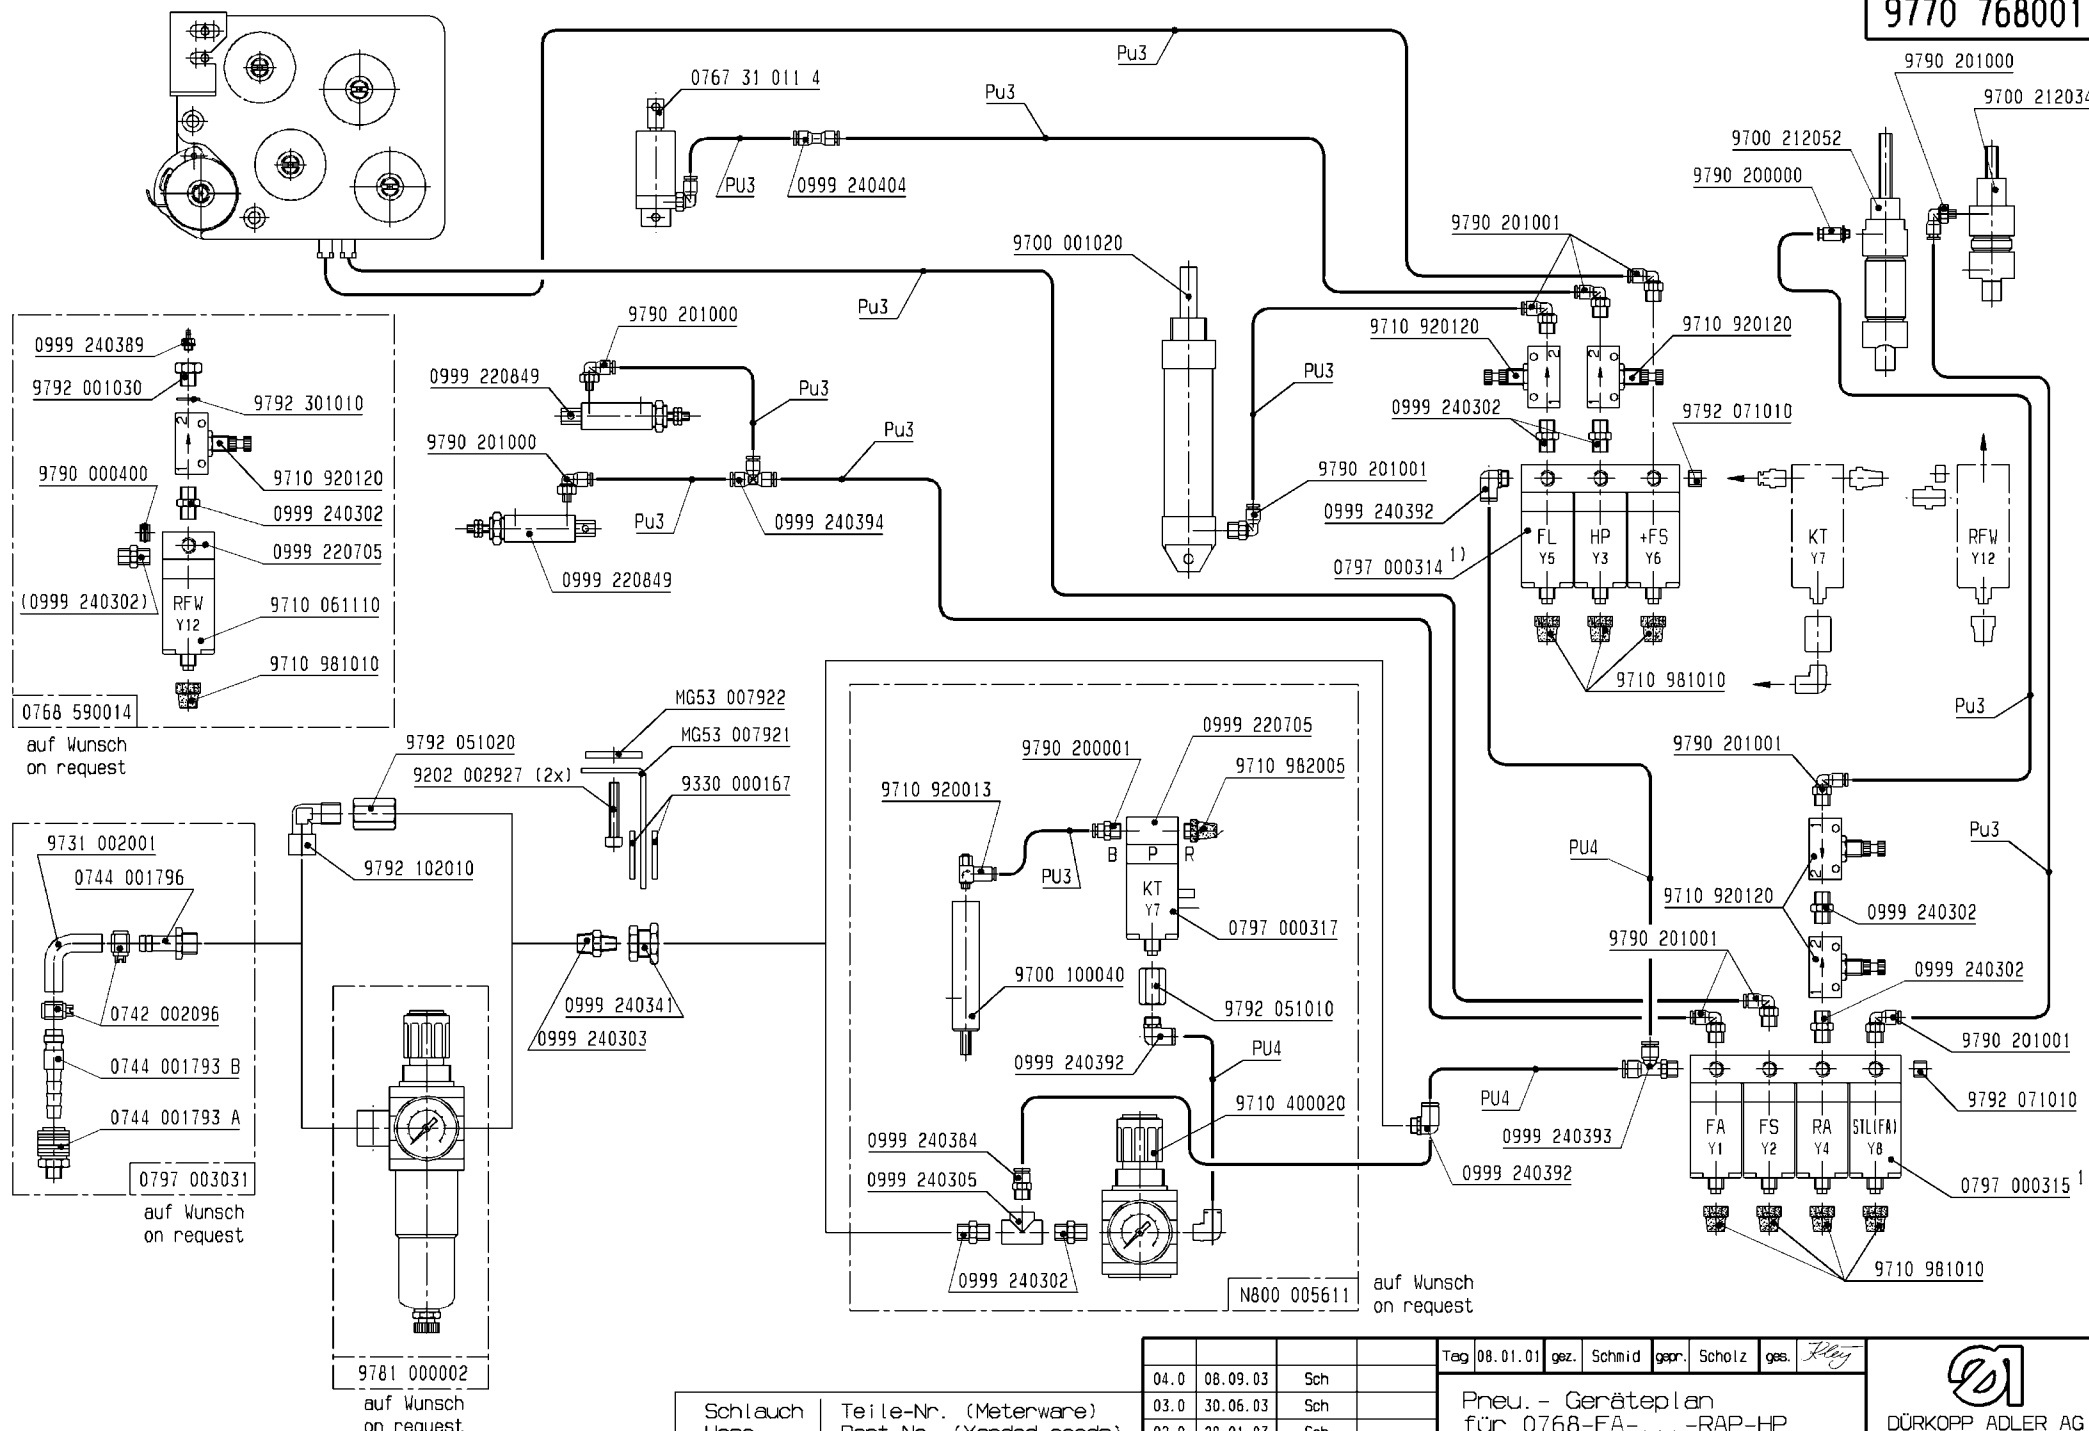 9770 768001
9790 201000
9700 212034
Pu3
0767 31 011 4
Pu3
9700 212052
9790 200000
PU3
0999 240404
9790 201001
9700 001020
Pu3
9790 201000
9710 920120
9710 920120
0999 240389
9792 001030
9792 301010
0999 220849
Pu3
PU3
0999 240302
9792 071010
9790 201000
Pu3
9790 000400
9710 920120
9790 201001
0999 240302
Pu3
0999 240394
0999 240392
0999 220705
FL
Y5
HP
Y3
+FS
Y6
KT
Y7
RFW
Y12
0797 000314 1)
0999 220849
(0999 240302)
RFW
Y12
9710 061110
9710 981010
9710 981010
0768 590014
auf Wunsch
on request
MG53 007922
Pu3
9792 051020
MG53 007921
0999 220705
9790 200001
9790 201001
9202 002927 (2x)
9330 000167
9710 982005
9710 920013
9731 002001
0744 001796
9792 102010
B
P
R
PU3
PU4
Pu3
KT
Y7
9710 920120
0999 240302
0797 000317
9790 201001
9700 100040
0999 240302
0742 002096
0999 240341
9792 051010
0999 240303
0999 240392
PU4
9790 201001
0744 001793 B
PU4
9792 071010
0744 001793 A
9710 400020
0999 240384
0999 240393
FA
Y1
FS
Y2
RA
Y4
STL(FA)
Y8
0797 003031
0999 240305
0999 240392
0797 000315 1
auf Wunsch
on request
0999 240302
9710 981010
N800 005611
auf Wunsch
on request
9781 000002
auf Wunsch
on request
Tag 08.01.01 gez. Schmid gepr. Scholz ges.
04.0 08.09.03 Sch
03.0 30.06.03 Sch
Schlauch Teile-Nr. (Meterware)
Pneu.- Geräteplan
für 0768-FA-...-RAP-HP
DÜRKOPP ADLER AG